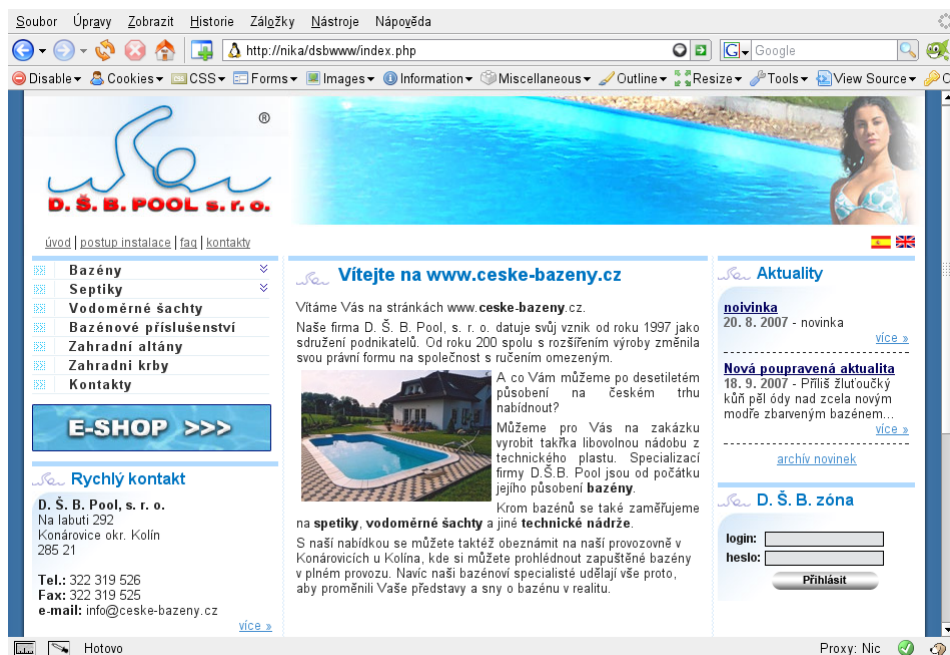 Soubor Úpravy Zobrazit Historie Záložky Nástroje Nápověda
http://nika/dsbwww/index.php
G Google
Disable Cookies CSS Forms Images Information Miscellaneous Outline Resize Tools View Source
®
D. Š. B. POOL s. r. o.
úvod | postup instalace | faq | kontakty
Bazény
Septiky
Vodoměrné šachty
Bazénové příslušenství
Zahradní altány
Zahradni krby
Kontakty
E-SHOP >>>
Rychlý kontakt
D. Š. B. Pool, s. r. o.
Na labuti 292
Konárovice okr. Kolín
285 21
Tel.: 322 319 526
Fax: 322 319 525
e-mail: info@ceske-bazeny.cz
více »
Vítejte na www.ceske-bazeny.cz
Vítáme Vás na stránkách www.ceske-bazeny.cz.
Naše firma D. Š. B. Pool, s. r. o. datuje svůj vznik od roku 1997 jako
sdružení podnikatelů. Od roku 200 spolu s rozšířením výroby změnila
svou právní formu na společnost s ručením omezeným.
A co Vám můžeme po desetiletém
působení na českém trhu
nabídnout?
Můžeme pro Vás na zakázku
vyrobit takřka libovolnou nádobu z
technického plastu. Specializací
firmy D.Š.B. Pool jsou od počátku
jejího působení bazény.
Krom bazénů se také zaměřujeme
na spetiky, vodoměrné šachty a jiné technické nádrže.
S naší nabídkou se můžete taktéž obeznámit na naší provozovně v
Konárovicích u Kolína, kde si můžete prohlédnout zapuštěné bazény
v plném provozu. Navíc naši bazénoví specialisté udělají vše proto,
aby proměnili Vaše představy a sny o bazénu v realitu.
Aktuality
noivinka
20. 8. 2007 - novinka
více »
Nová poupravená aktualita
18. 9. 2007 - Příliš žluťoučký
kůň pěl ódy nad zcela novým
modře zbarveným bazénem...
více »
archív novinek
D. Š. B. zóna
login:
heslo:
Přihlásit
Hotovo
Proxy: Nic